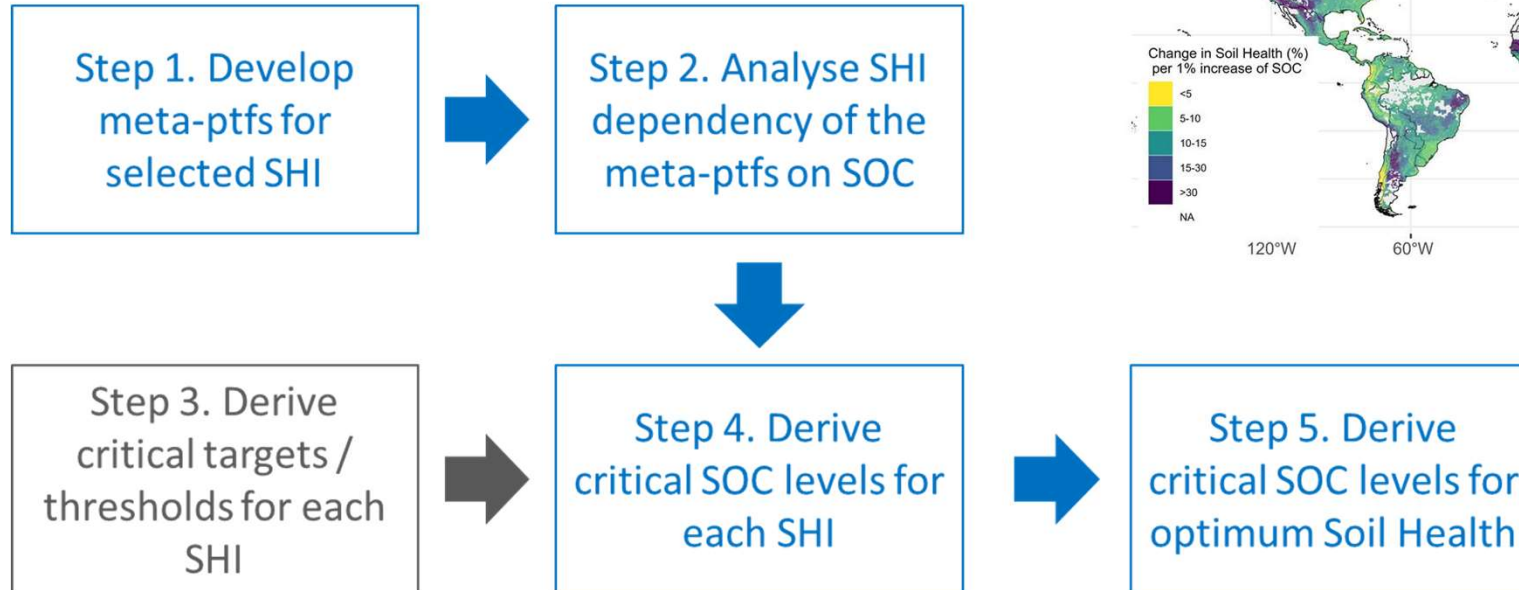 Step 1. Develop
meta-ptfs for
selected SHI
Step 2. Analyse SHI
dependency of the
meta-ptfs on SOC
Change in Soil Health (%)
per 1% increase of SOC
<5
5-10
10-15
15-30
>30
NA
120°W
60°W
Step 3. Derive
critical targets /
thresholds for each
SHI
Step 4. Derive
critical SOC levels for
each SHI
Step 5. Derive
critical SOC levels for
optimum Soil Health